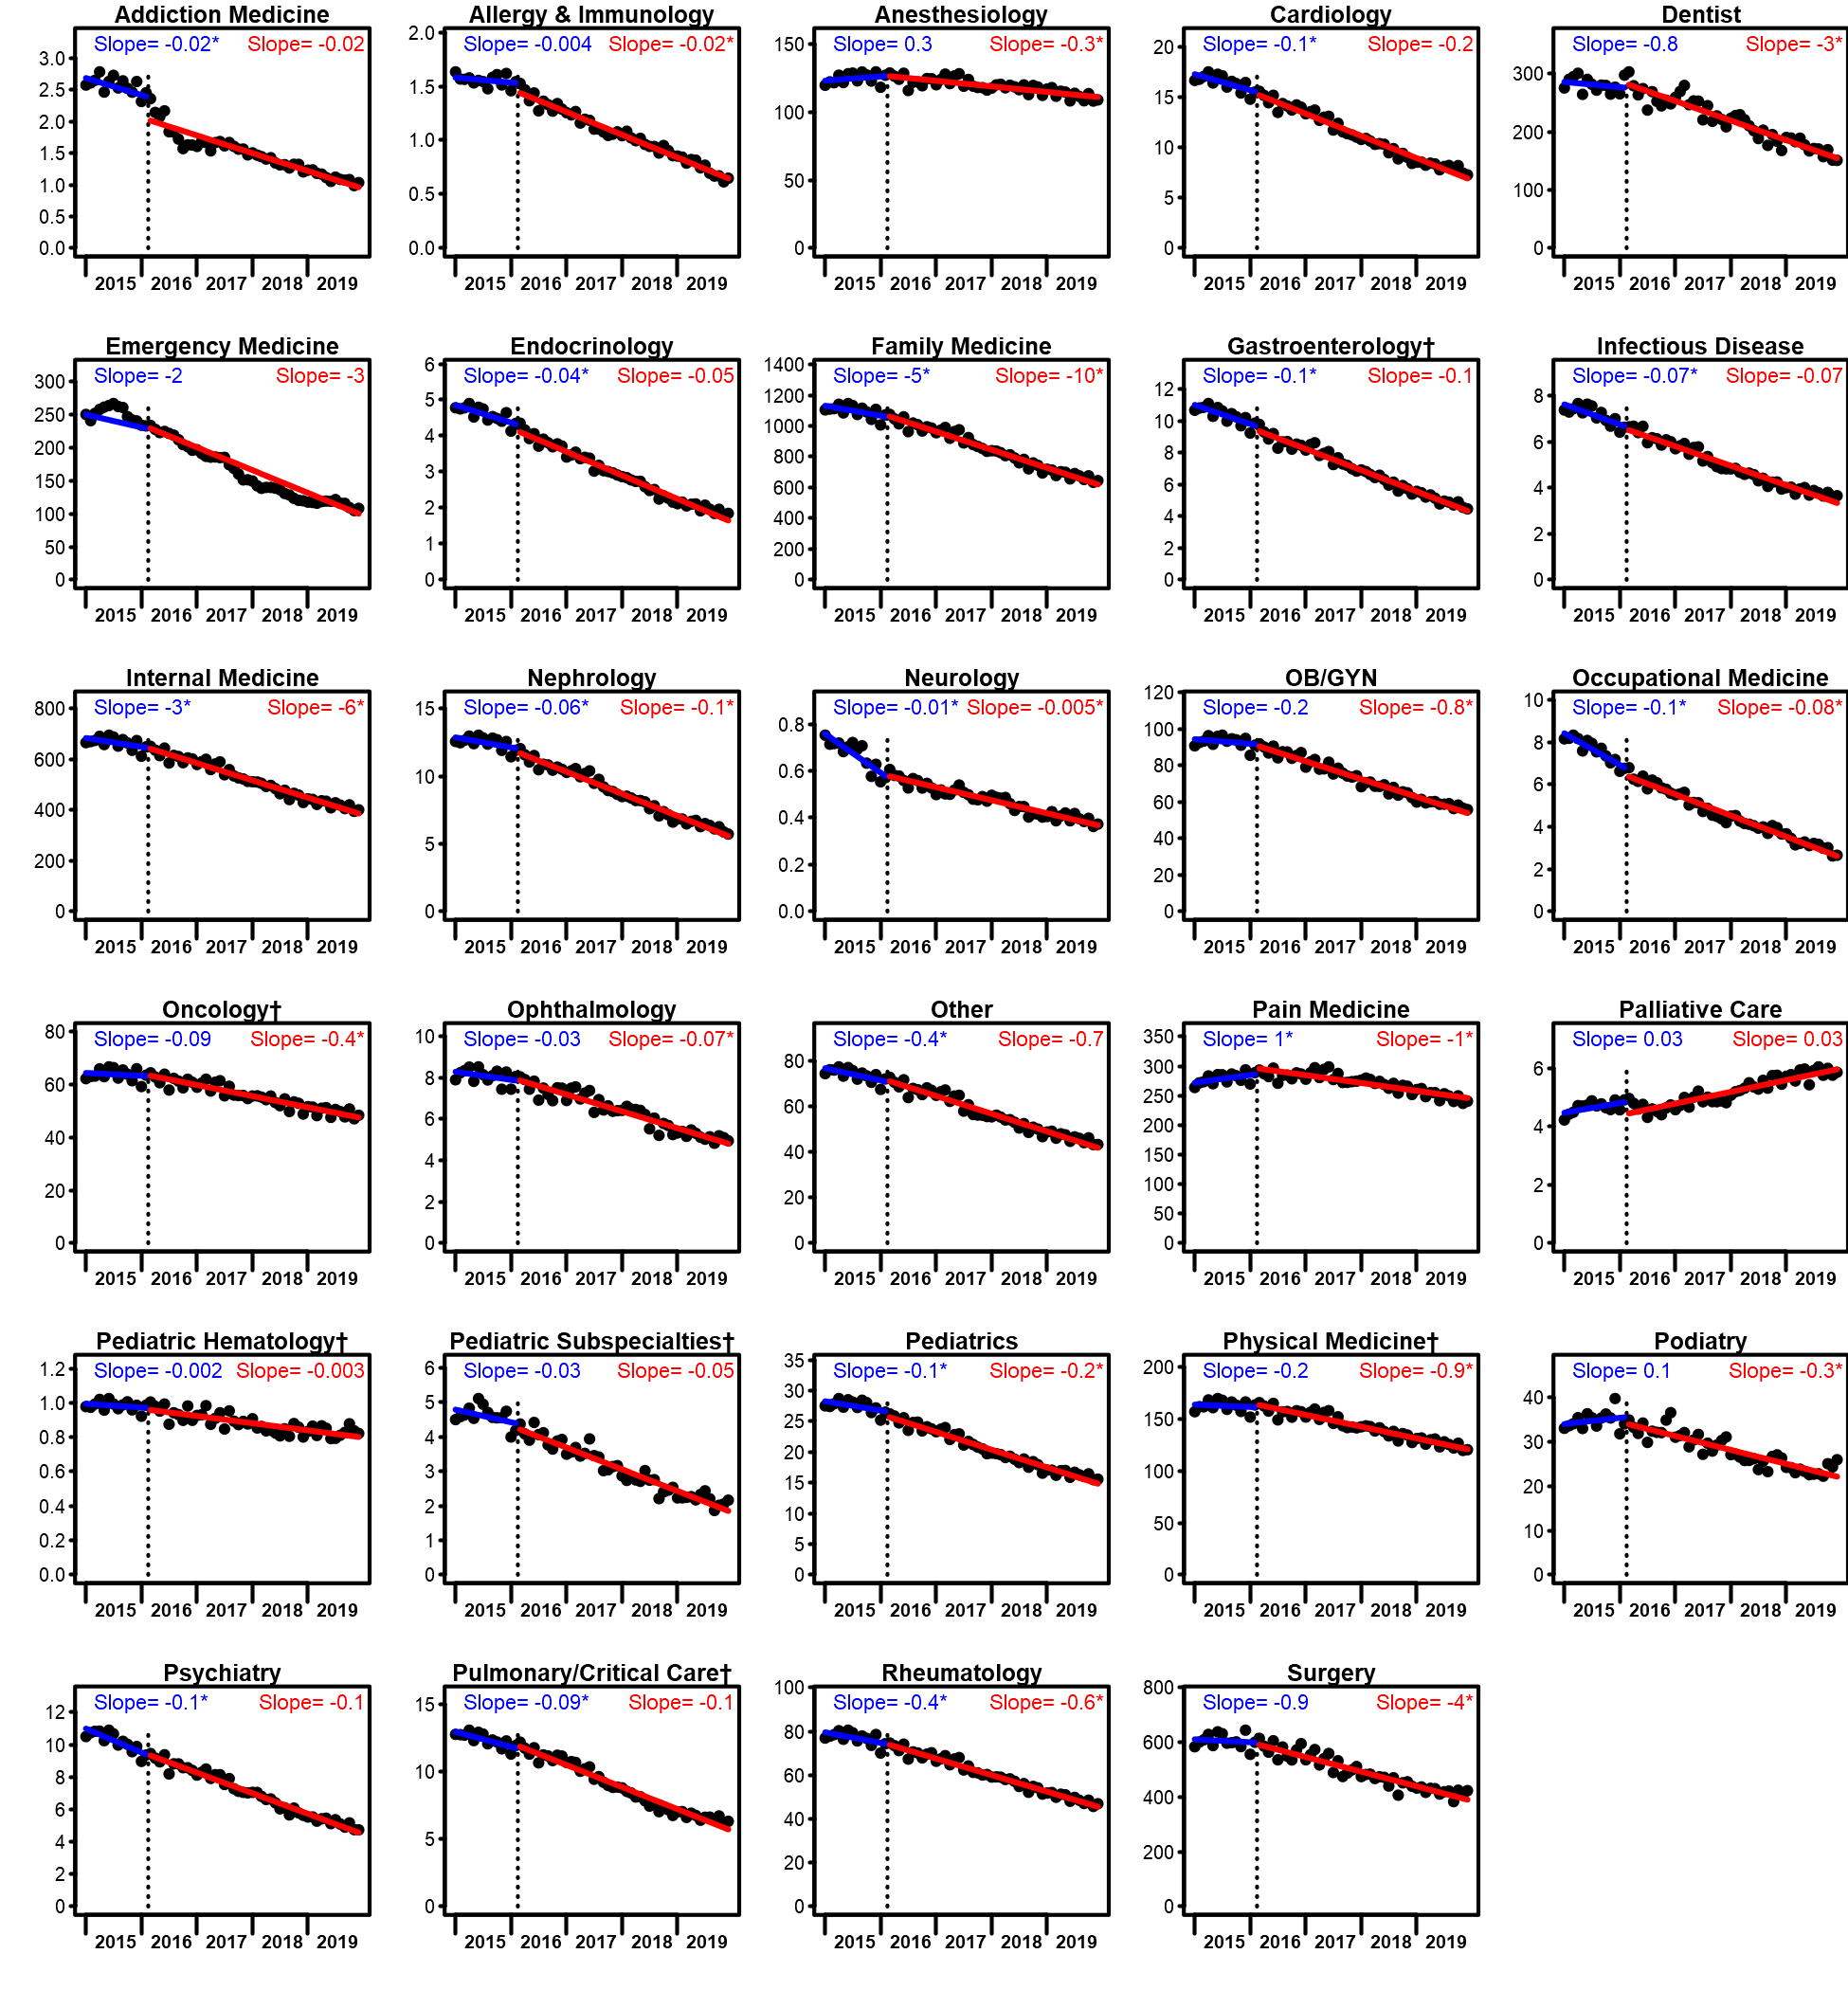 Addiction Medicine
Slope= -0.02* Slope= -0.02
3.0
2.5
2.0
1.5
1.0
0.5
0.0
2015 2016 2017 2018 2019
Allergy & Immunology
Slope= -0.004 Slope= -0.02*
2.0
1.5
1.0
0.5
0.0
2015 2016 2017 2018 2019
Anesthesiology
Slope= 0.3 Slope= -0.3*
150
100
50
0
2015 2016 2017 2018 2019
Cardiology
Slope= -0.1* Slope= -0.2
20
15
10
5
0
2015 2016 2017 2018 2019
Dentist
Slope= -0.8 Slope= -3*
300
200
100
0
2015 2016 2017 2018 2019
Emergency Medicine
Slope= -2 Slope= -3
300
250
200
150
100
50
0
2015 2016 2017 2018 2019
Endocrinology
Slope= -0.04* Slope= -0.05
6
5
4
3
2
1
0
2015 2016 2017 2018 2019
Family Medicine
Slope= -5* Slope= -10*
1400
1200
1000
800
600
400
200
0
2015 2016 2017 2018 2019
Gastroenterology†
Slope= -0.1* Slope= -0.1
12
10
8
6
4
2
0
2015 2016 2017 2018 2019
Infectious Disease
Slope= -0.07* Slope= -0.07
8
6
4
2
0
2015 2016 2017 2018 2019
Internal Medicine
Slope= -3* Slope= -6*
800
600
400
200
0
2015 2016 2017 2018 2019
Nephrology
Slope= -0.06* Slope= -0.1*
15
10
5
0
2015 2016 2017 2018 2019
Neurology
Slope= -0.01* Slope= -0.005*
0.8
0.6
0.4
0.2
0.0
2015 2016 2017 2018 2019
OB/GYN
Slope= -0.2 Slope= -0.8*
120
100
80
60
40
20
0
2015 2016 2017 2018 2019
Occupational Medicine
Slope= -0.1* Slope= -0.08*
10
8
6
4
2
0
2015 2016 2017 2018 2019
Oncology†
Slope= -0.09 Slope= -0.4*
80
60
40
20
0
2015 2016 2017 2018 2019
Ophthalmology
Slope= -0.03 Slope= -0.07*
10
8
6
4
2
0
2015 2016 2017 2018 2019
Other
Slope= -0.4* Slope= -0.7
80
60
40
20
0
2015 2016 2017 2018 2019
Pain Medicine
Slope= 1* Slope= -1*
350
300
250
200
150
100
50
0
2015 2016 2017 2018 2019
Palliative Care
Slope= 0.03 Slope= 0.03
6
4
2
0
2015 2016 2017 2018 2019
Pediatric Hematology†
Slope= -0.002 Slope= -0.003
1.2
1.0
0.8
0.6
0.4
0.2
0.0
2015 2016 2017 2018 2019
Pediatric Subspecialties†
Slope= -0.03 Slope= -0.05
6
5
4
3
2
1
0
2015 2016 2017 2018 2019
Pediatrics
Slope= -0.1* Slope= -0.2*
35
30
25
20
15
10
5
0
2015 2016 2017 2018 2019
Physical Medicine†
Slope= -0.2 Slope= -0.9*
200
150
100
50
0
2015 2016 2017 2018 2019
Podiatry
Slope= 0.1 Slope= -0.3*
40
30
20
10
0
2015 2016 2017 2018 2019
Psychiatry
Slope= -0.1* Slope= -0.1
12
10
8
6
4
2
0
2015 2016 2017 2018 2019
Pulmonary/Critical Care†
Slope= -0.09* Slope= -0.1
15
10
5
0
2015 2016 2017 2018 2019
Rheumatology
Slope= -0.4* Slope= -0.6*
100
80
60
40
20
0
2015 2016 2017 2018 2019
Surgery
Slope= -0.9 Slope= -4*
800
600
400
200
0
2015 2016 2017 2018 2019